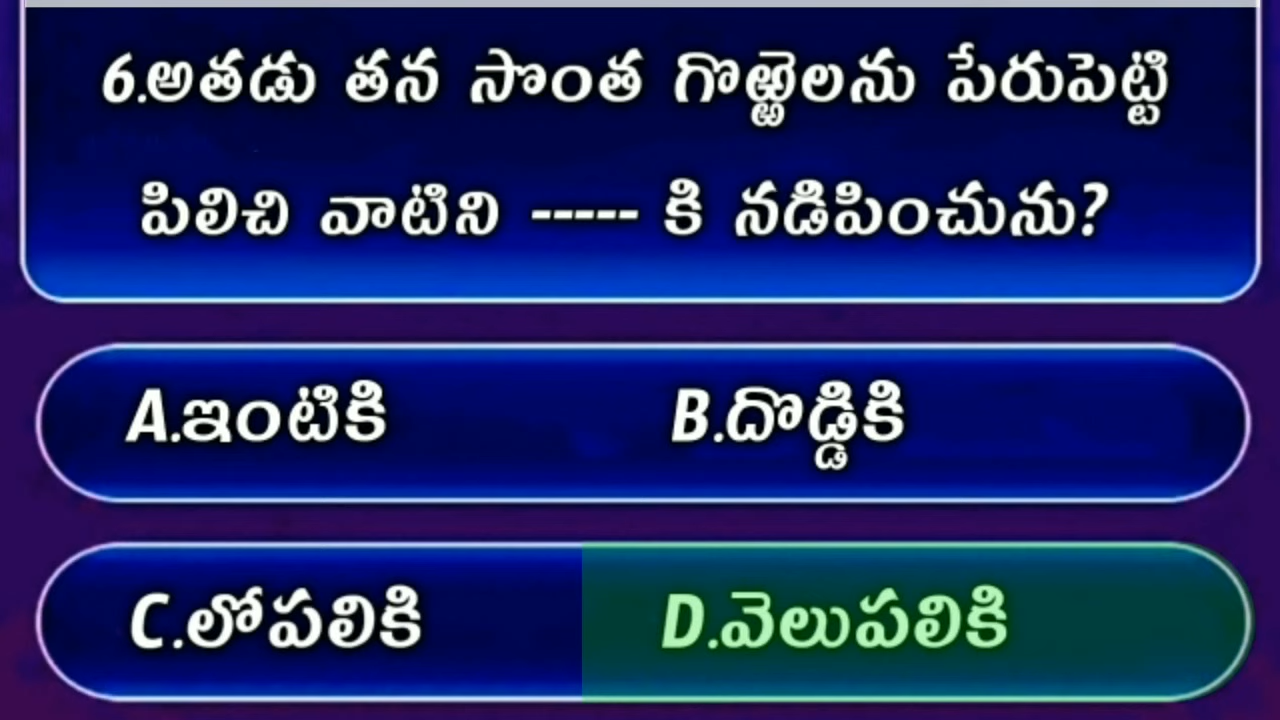 6.అతడు తన సొంత గొఱ్ఱెలను పేరుపెట్టి
పిలిచి వాటిని ----- కి నడిపించును?
A.ఇంటికి B.దొడ్డికి
C.లోపలికి D.వెలుపలికి